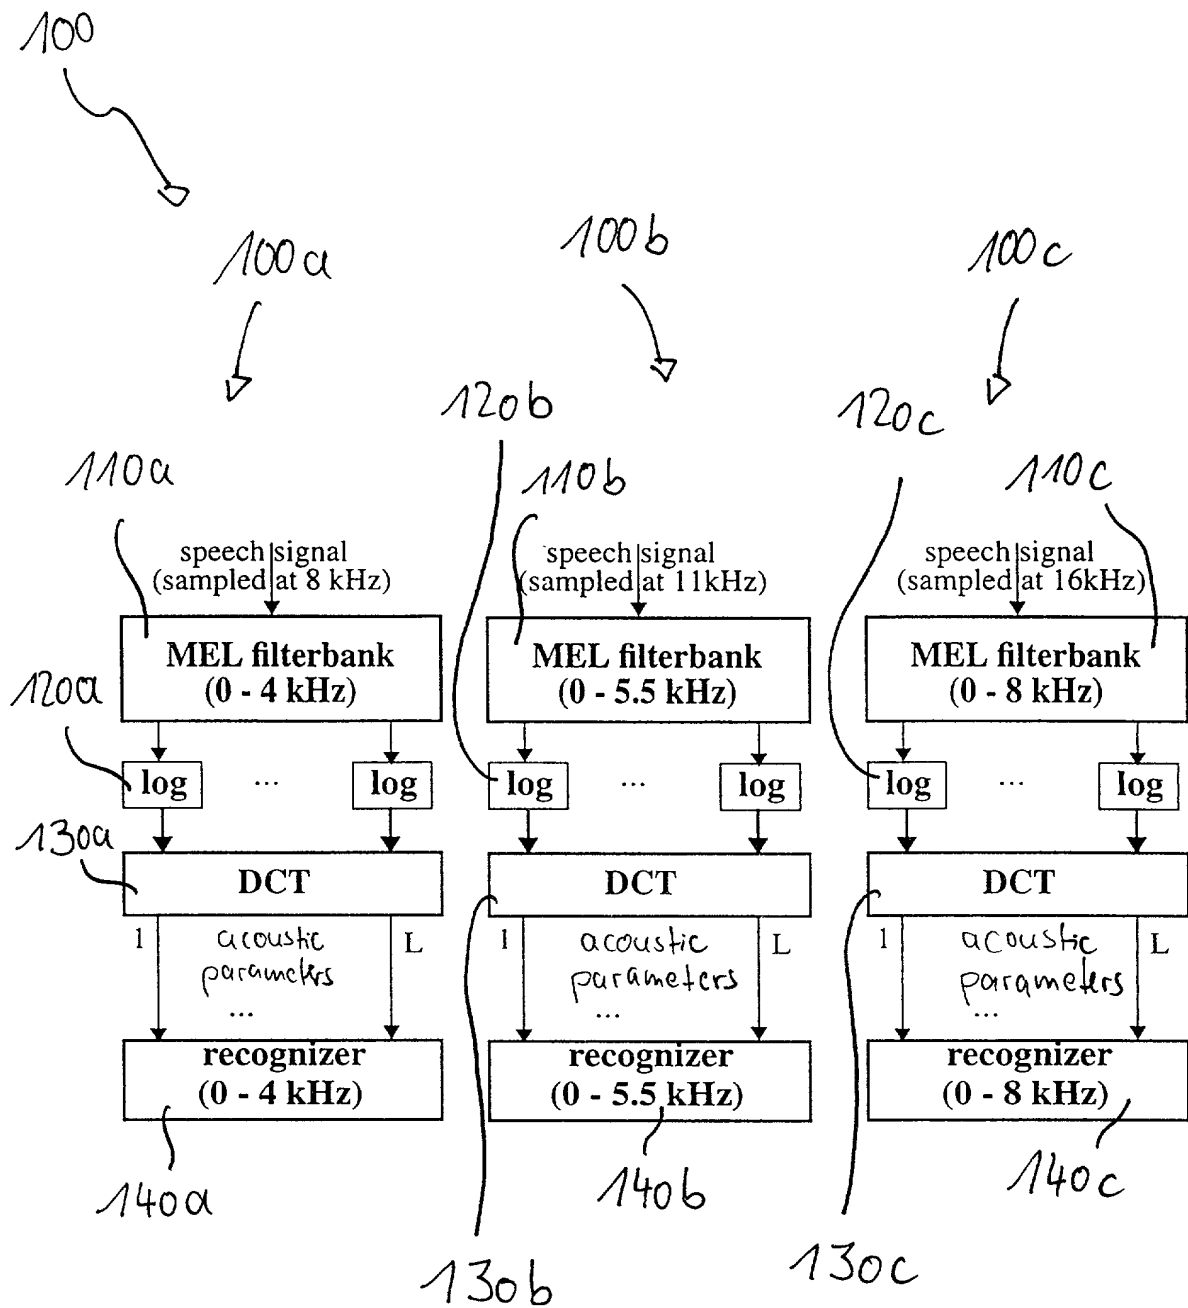 100
100a
100b
100c
120b
120c
110a
110b
110c
speech signal
(sampled at 8 kHz)
speech signal
(sampled at 11kHz)
speech signal
(sampled at 16kHz)
MEL filterbank
(0 - 4 kHz)
MEL filterbank
(0 - 5.5 kHz)
MEL filterbank
(0 - 8 kHz)
120a
log ... log
log ... log
log ... log
130a
DCT
DCT
DCT
1 acoustic L
parameters
...
1 acoustic L
parameters
...
1 acoustic L
parameters
...
recognizer
(0 - 4 kHz)
recognizer
(0 - 5.5 kHz)
recognizer
(0 - 8 kHz)
140a
140b
140c
130b
130c